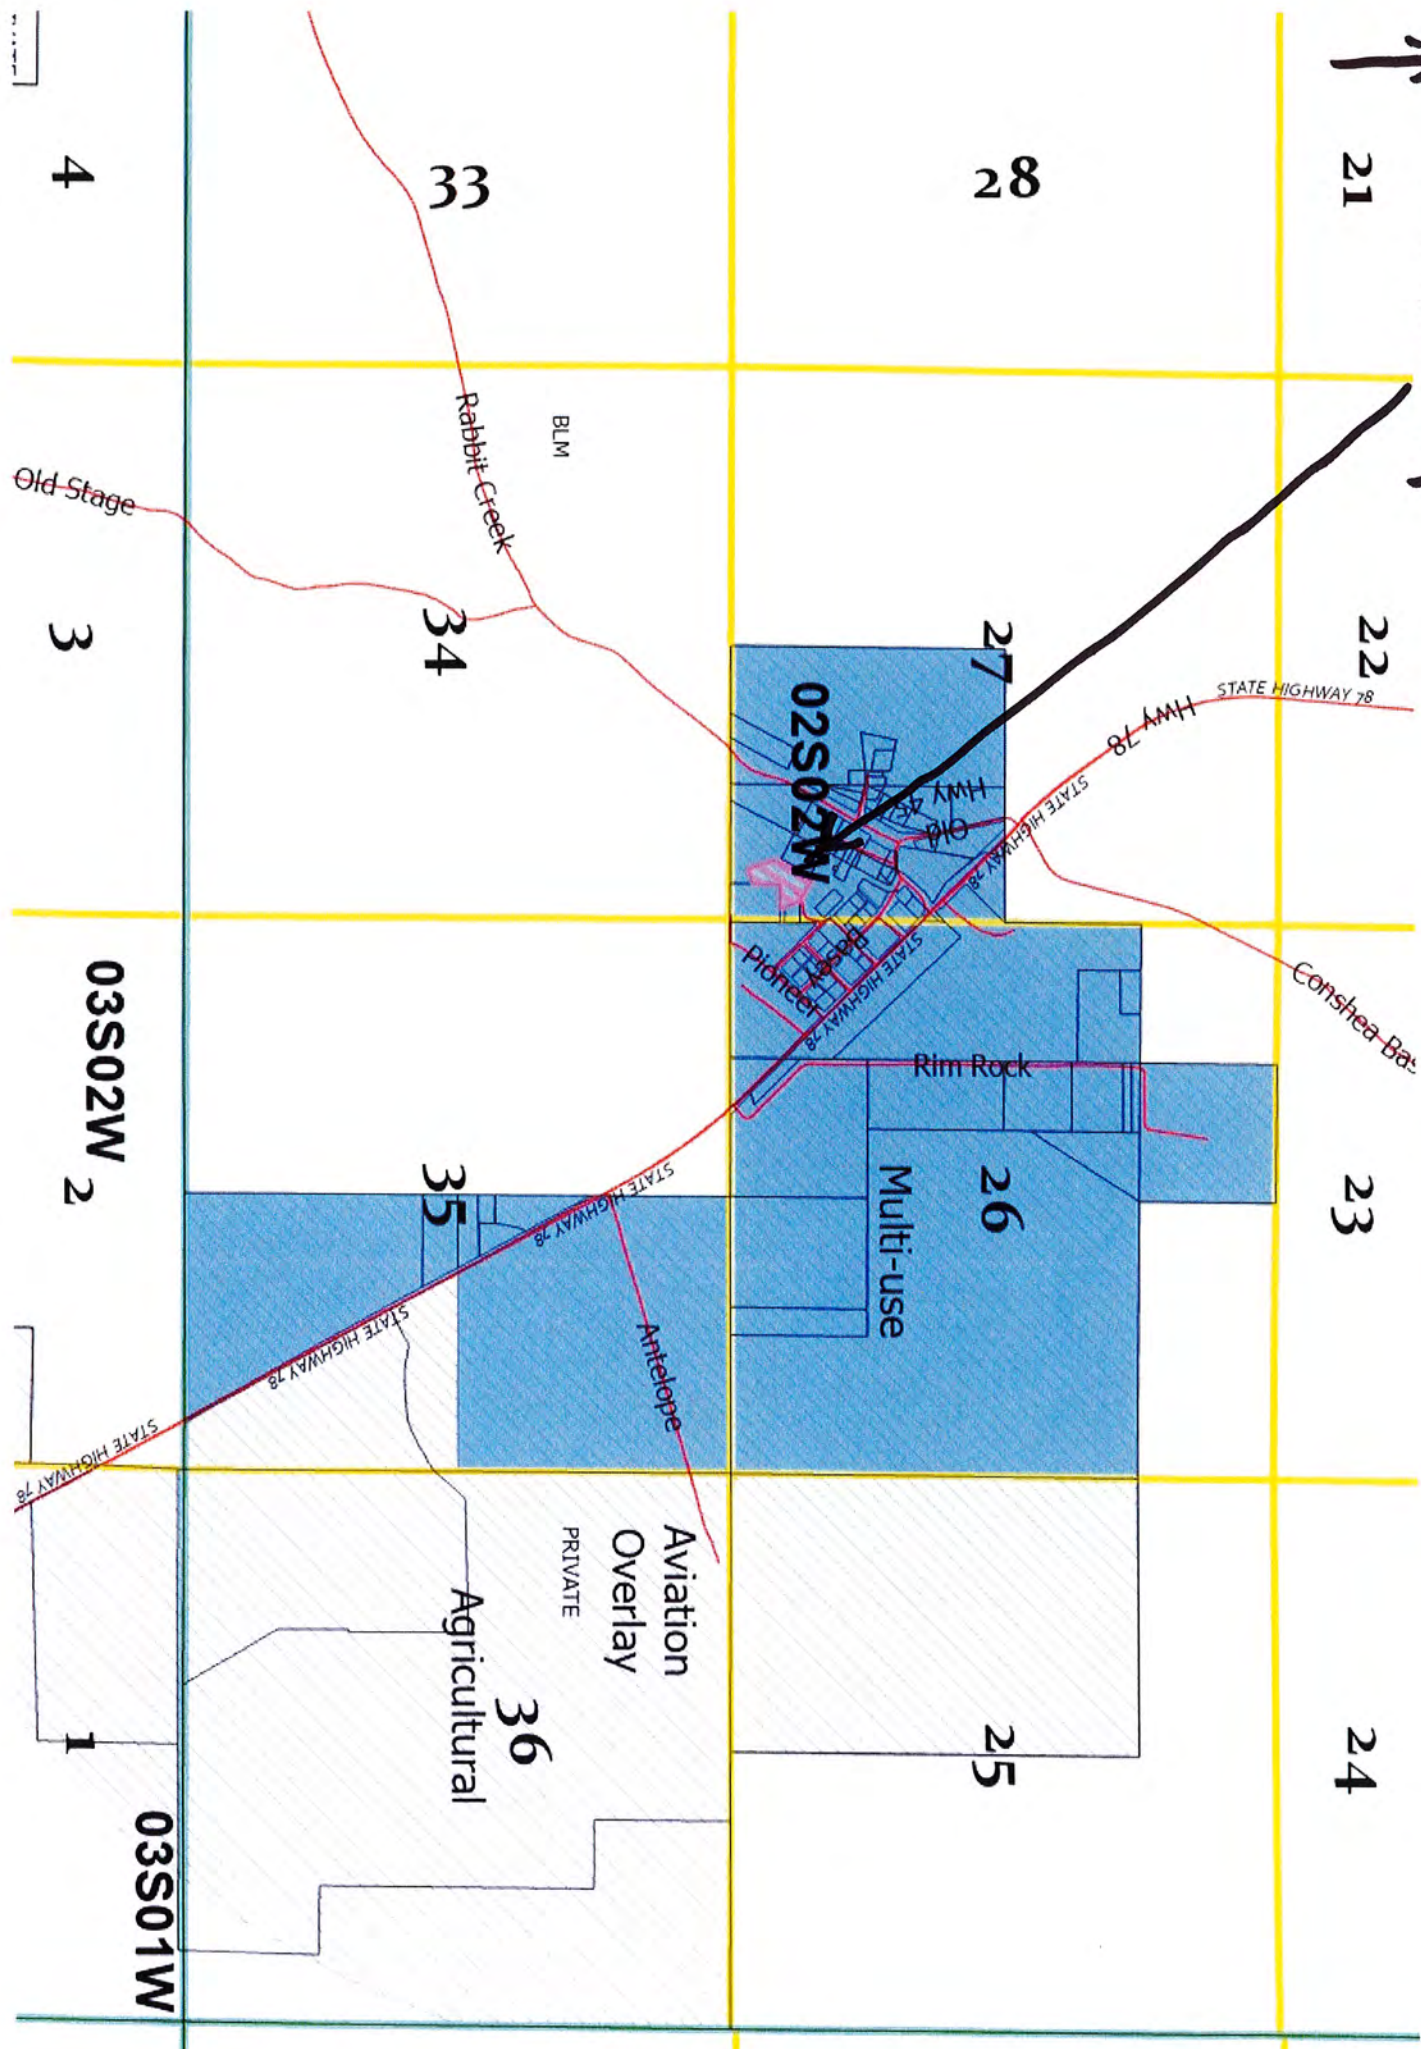 21
22
23
24
28
27
26
25
33
34
35
36
4
3
2
1
02S02W
03S02W
03S01W
BLM
Rabbit Creek
Old Stage
STATE HIGHWAY 78
Hwy 78
STATE HIGHWAY 78
Old
Hwy 45
STATE HIGHWAY 78
Basey
Pioneer
Rim Rock
Multi-use
STATE HIGHWAY 78
Antelope
STATE HIGHWAY 78
STATE HIGHWAY 78
Aviation
Overlay
PRIVATE
Agricultural